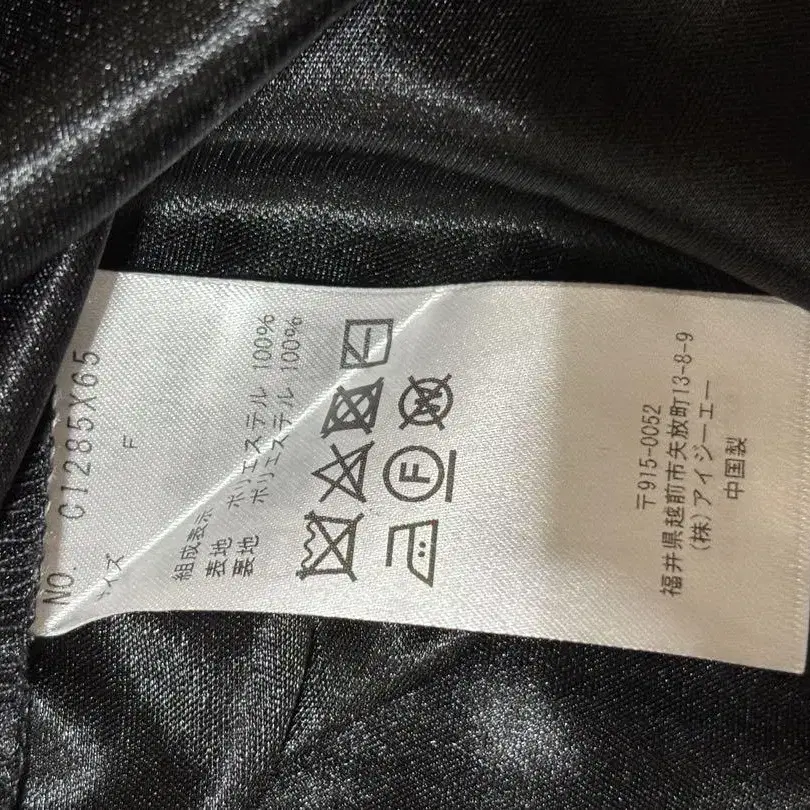 NO. C1285X65
サイズ F
組成表示
表地 ポリエステル 100%
裏地 ポリエステル 100%
F
〒915-0052
福井県越前市矢放町13-8-9
(株)アイジーエー
中国製